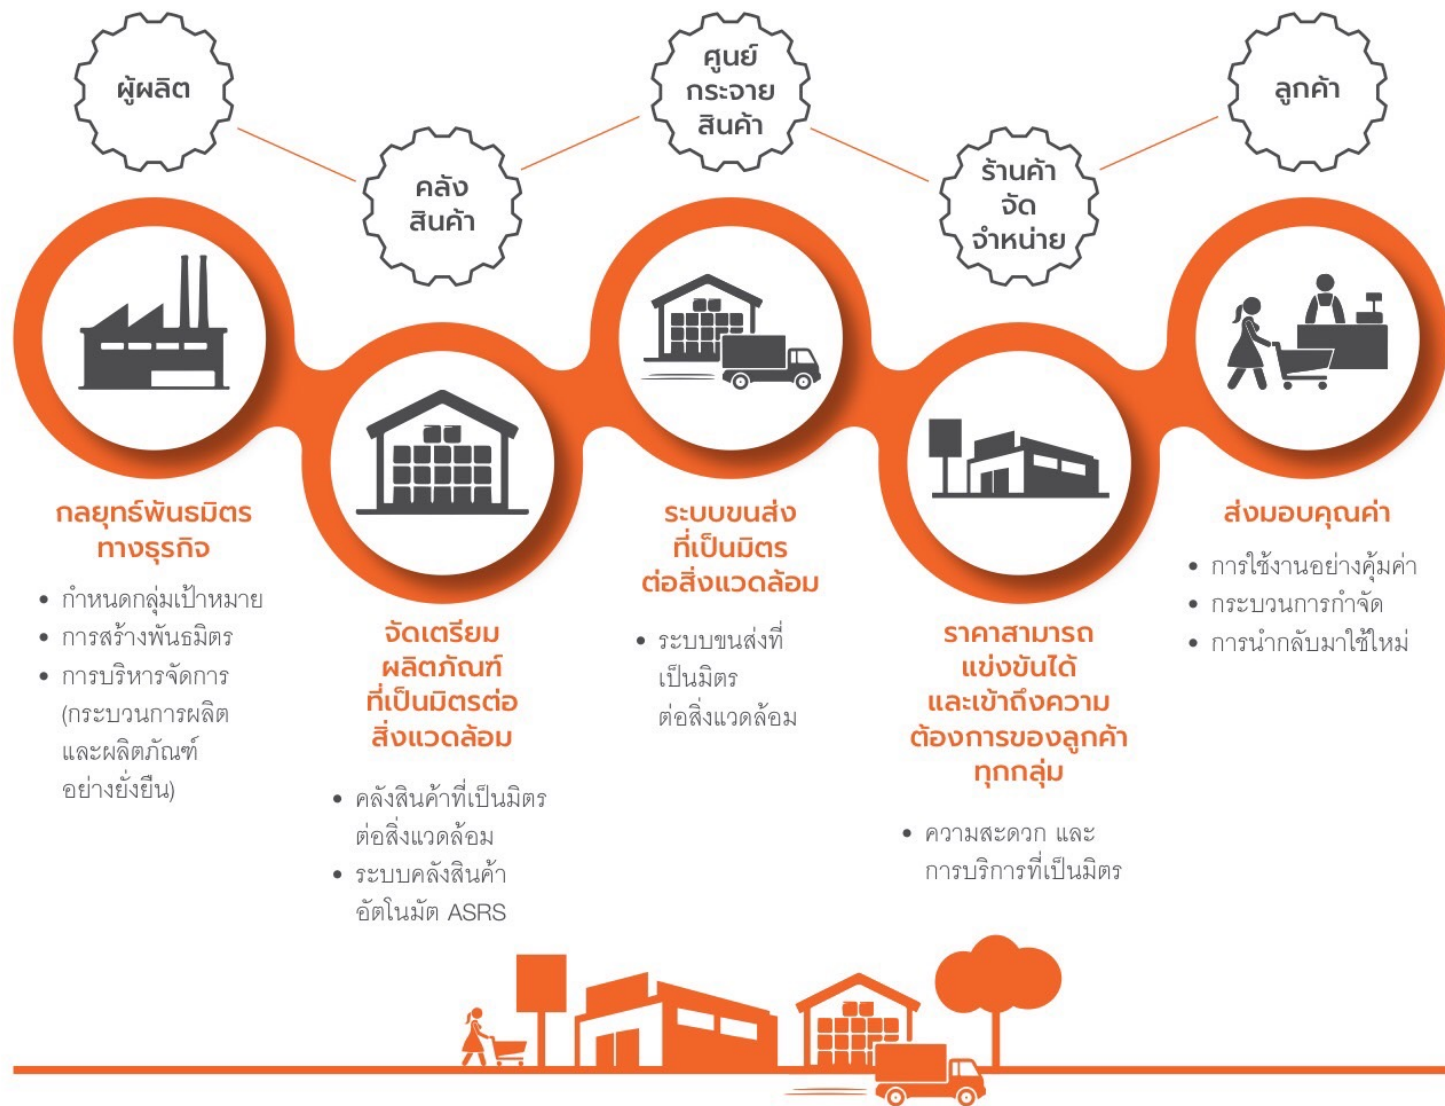 ผู้ผลิต
คลัง
สินค้า
ศูนย์
กระจาย
สินค้า
ร้านค้า
จัด
จำหน่าย
ลูกค้า
กลยุทธ์พันธมิตร
ทางธุรกิจ
• กำหนดกลุ่มเป้าหมาย
• การสร้างพันธมิตร
• การบริหารจัดการ
(กระบวนการผลิต
และผลิตภัณฑ์
อย่างยั่งยืน)
จัดเตรียม
ผลิตภัณฑ์
ที่เป็นมิตรต่อ
สิ่งแวดล้อม
• คลังสินค้าที่เป็นมิตร
ต่อสิ่งแวดล้อม
• ระบบคลังสินค้า
อัตโนมัต ASRS
ระบบขนส่ง
ที่เป็นมิตร
ต่อสิ่งแวดล้อม
• ระบบขนส่งที่
เป็นมิตร
ต่อสิ่งแวดล้อม
ราคาสามารถ
แข่งขันได้
และเข้าถึงความ
ต้องการของลูกค้า
ทุกกลุ่ม
• ความสะดวก และ
การบริการที่เป็นมิตร
ส่งมอบคุณค่า
• การใช้งานอย่างคุ้มค่า
• กระบวนการกำจัด
• การนำกลับมาใช้ใหม่